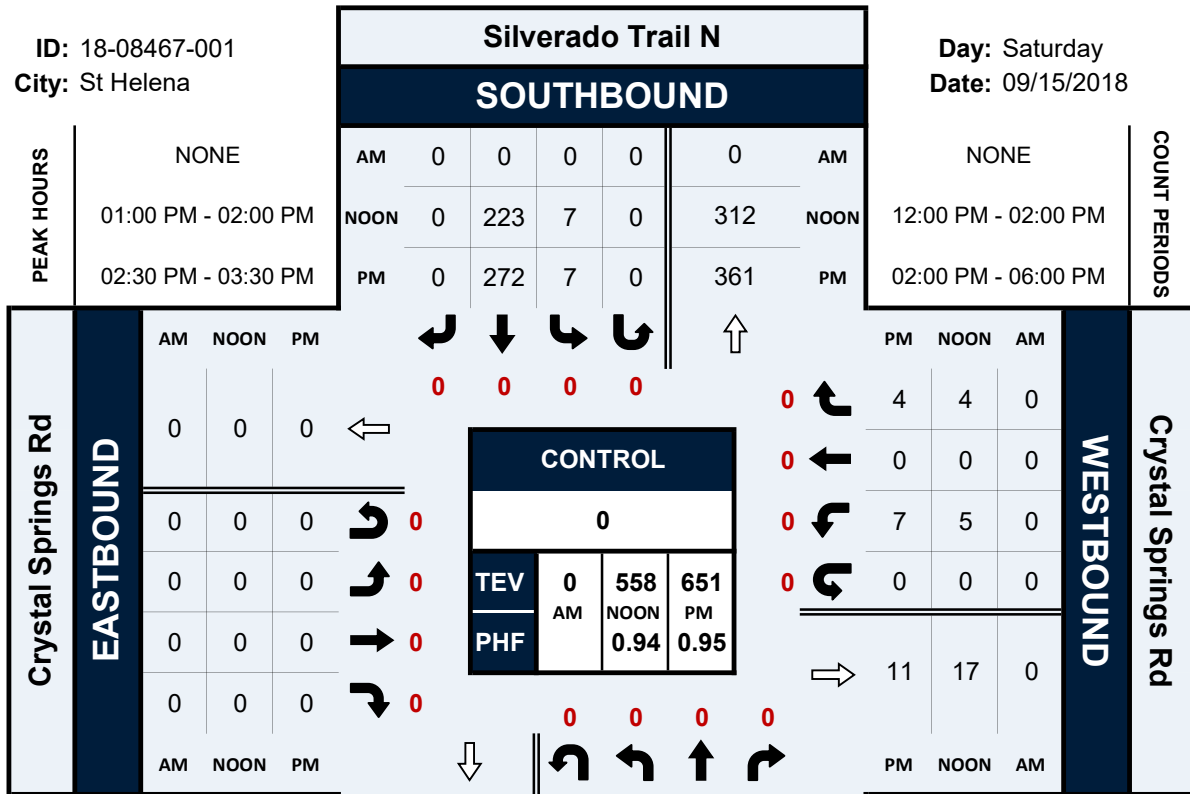 ID: 18-08467-001
City: St Helena
Silverado Trail N
SOUTHBOUND
Day: Saturday
Date: 09/15/2018
PEAK HOURS
NONE
01:00 PM - 02:00 PM
02:30 PM - 03:30 PM
AM 0 0 0 0 0 AM
NOON 0 223 7 0 312 NOON
PM 0 272 7 0 361 PM
NONE
12:00 PM - 02:00 PM
02:00 PM - 06:00 PM
COUNT PERIODS
0 0 0 0
Crystal Springs Rd
EASTBOUND
AM NOON PM
0 0 0
0 0 0 0
0 0 0 0
0 0 0 0
0 0 0 0
AM NOON PM
CONTROL
0
TEV 0 558 651
AM NOON PM
PHF 0.94 0.95
PM NOON AM
0 4 4 0
0 0 0 0
0 7 5 0
0 0 0 0
11 17 0
PM NOON AM
WESTBOUND
Crystal Springs Rd
0 0 0 0